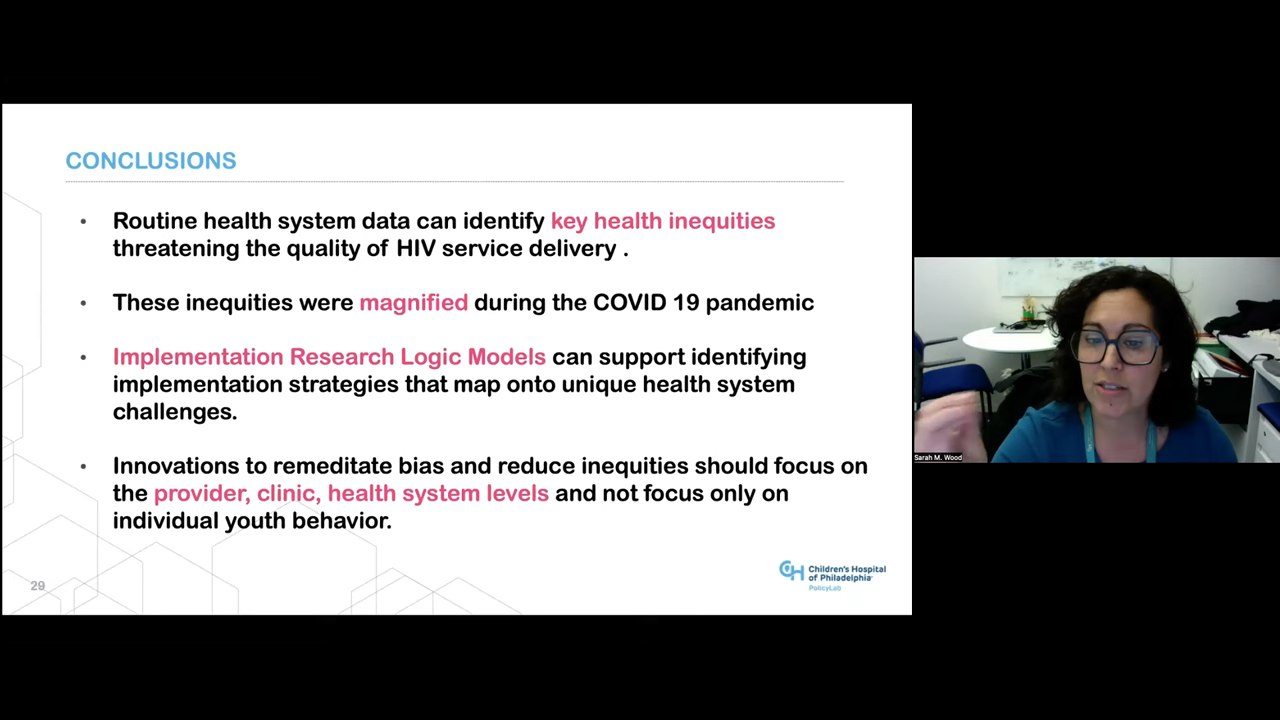 CONCLUSIONS
• Routine health system data can identify key health inequities
threatening the quality of HIV service delivery .
• These inequities were magnified during the COVID 19 pandemic
• Implementation Research Logic Models can support identifying
implementation strategies that map onto unique health system
challenges.
• Innovations to remeditate bias and reduce inequities should focus on
the provider, clinic, health system levels and not focus only on
individual youth behavior.
29
CH Children's Hospital
of Philadelphia
PolicyLab
Sarah M. Wood